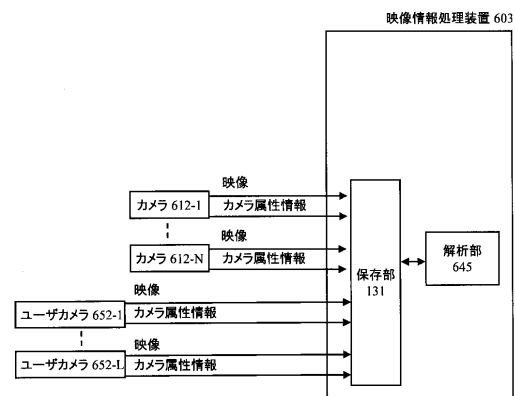 映像情報処理装置 603
映像
カメラ 612-1
カメラ属性情報
映像
カメラ 612-N
カメラ属性情報
保存部
131
解析部
645
映像
ユーザカメラ 652-1
カメラ属性情報
映像
ユーザカメラ 652-L
カメラ属性情報